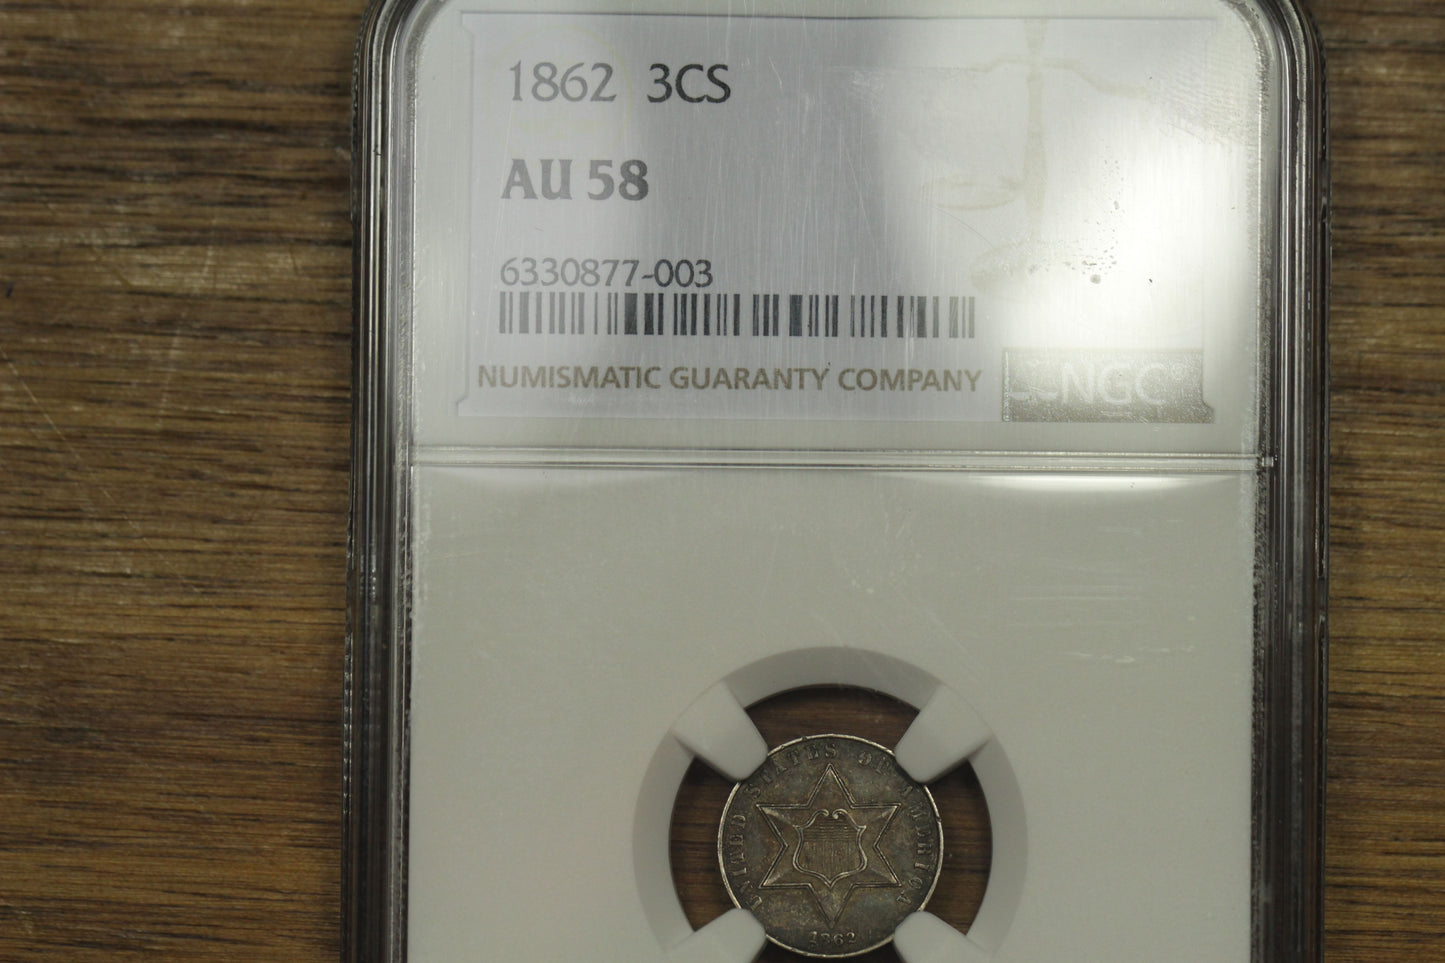 1862 3CS
AU 58
6330877-003
NUMISMATIC GUARANTY COMPANY
NGC
UNITED STATES OF AMERICA
1862